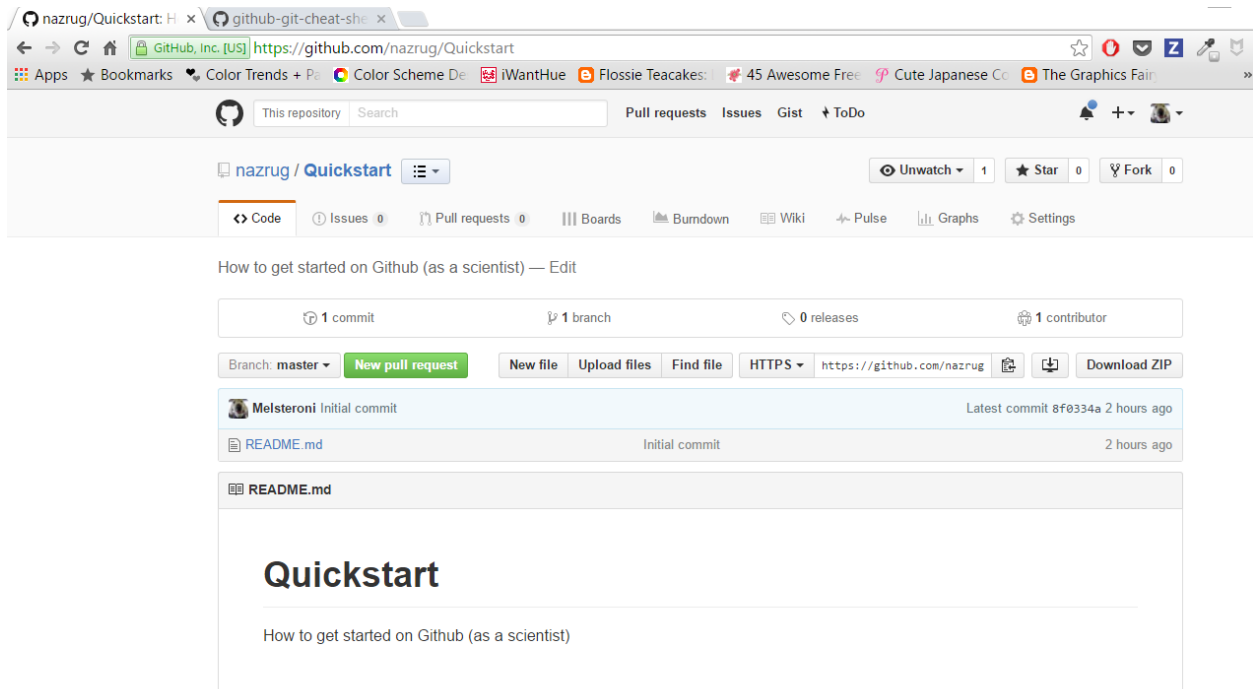 nazrug/Quickstart: H github-git-cheat-she
GitHub, Inc. [US] https://github.com/nazrug/Quickstart
Apps Bookmarks Color Trends + Pa Color Scheme De iWantHue Flossie Teacakes: 45 Awesome Free Cute Japanese Co The Graphics Fair »
This repository Search Pull requests Issues Gist ToDo
nazrug / Quickstart Unwatch 1 Star 0 Fork 0
Code Issues 0 Pull requests 0 Boards Burndown Wiki Pulse Graphs Settings
How to get started on Github (as a scientist) — Edit
1 commit 1 branch 0 releases 1 contributor
Branch: master New pull request New file Upload files Find file HTTPS https://github.com/nazrug Download ZIP
Melsteroni Initial commit Latest commit 8f0334a 2 hours ago
README.md Initial commit 2 hours ago
README.md
Quickstart
How to get started on Github (as a scientist)